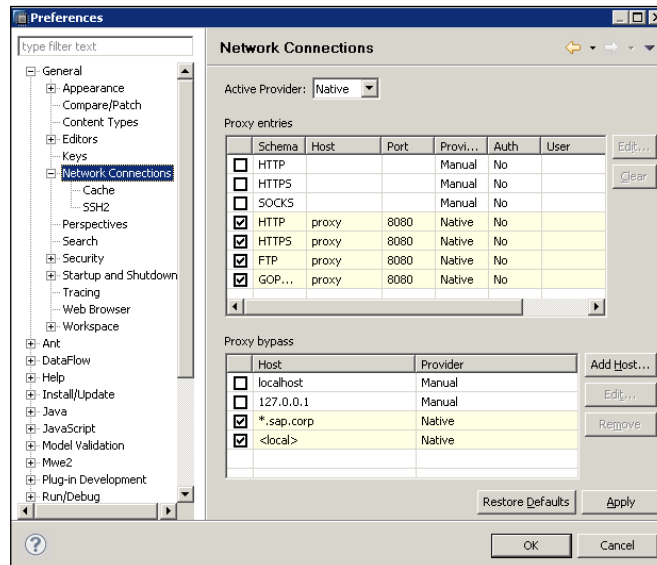 Preferences
type filter text
General
Appearance
Compare/Patch
Content Types
Editors
Keys
Network Connections
Cache
SSH2
Perspectives
Search
Security
Startup and Shutdown
Tracing
Web Browser
Workspace
Ant
DataFlow
Help
Install/Update
Java
JavaScript
Model Validation
Mwe2
Plug-in Development
Run/Debug
Network Connections
Active Provider: Native
Proxy entries
Schema Host Port Provi... Auth User
HTTP Manual No
HTTPS Manual No
SOCKS Manual No
HTTP proxy 8080 Native No
HTTPS proxy 8080 Native No
FTP proxy 8080 Native No
GOP... proxy 8080 Native No
Edit...
Clear
Proxy bypass
Host Provider
localhost Manual
127.0.0.1 Manual
*.sap.corp Native
<local> Native
Add Host...
Edit...
Remove
Restore Defaults Apply
? OK Cancel